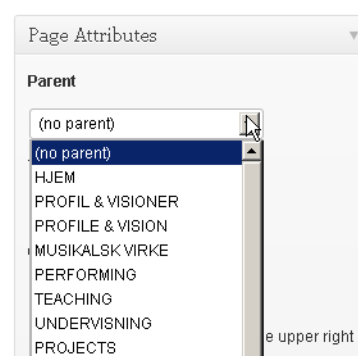 Page Attributes
Parent
(no parent)
(no parent)
HJEM
PROFIL & VISIONER
PROFILE & VISION
MUSIKALSK VIRKE
PERFORMING
TEACHING
UNDERVISNING
PROJECTS
e upper right